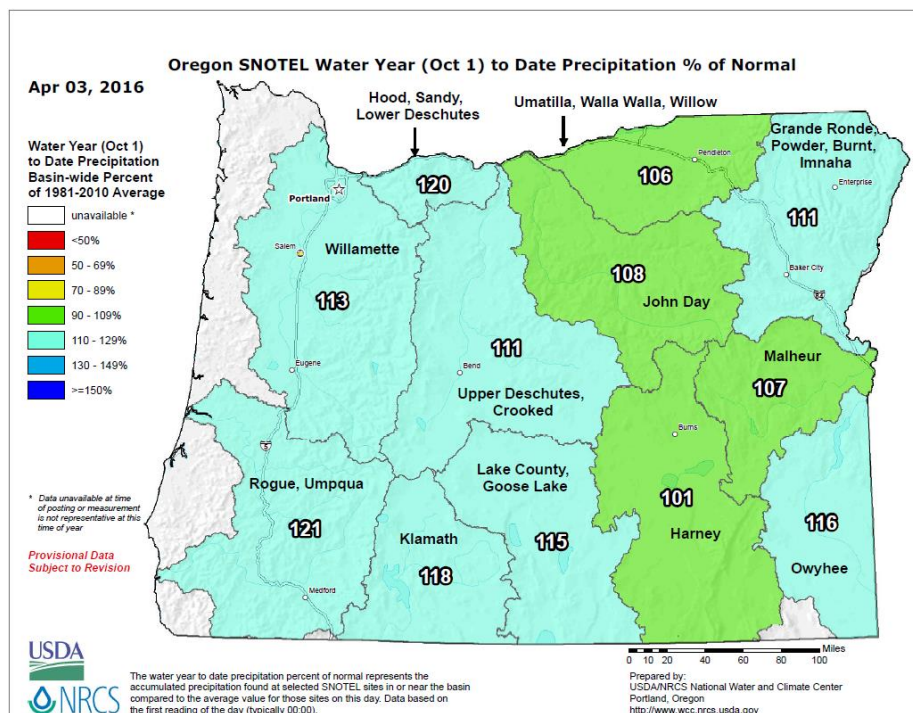 Oregon SNOTEL Water Year (Oct 1) to Date Precipitation % of Normal
Apr 03, 2016
Hood, Sandy,
Lower Deschutes
Umatilla, Walla Walla, Willow
Water Year (Oct 1)
to Date Precipitation
Basin-wide Percent
of 1981-2010 Average
unavailable *
<50%
50 - 69%
70 - 89%
90 - 109%
110 - 129%
130 - 149%
>=150%
* Data unavailable at time
of posting or measurement
is not representative at this
time of year
Provisional Data
Subject to Revision
Grande Ronde,
Powder, Burnt,
Imnaha
Enterprise
111
Pendleton
106
120
Portland
Salem
Willamette
113
108
John Day
Baker City
84
111
Bend
Upper Deschutes,
Crooked
Eugene
Malheur
107
Burns
5
Rogue, Umpqua
121
Lake County,
Goose Lake
115
101
Harney
116
Owyhee
Klamath
118
Medford
Miles
0 10 20 40 60 80 100
USDA
NRCS
The water year to date precipitation percent of normal represents the
accumulated precipitation found at selected SNOTEL sites in or near the basin
compared to the average value for those sites on this day. Data based on
the first reading of the day (typically 00:00).
Prepared by:
USDA/NRCS National Water and Climate Center
Portland, Oregon
http://www.wcc.nrcs.usda.gov